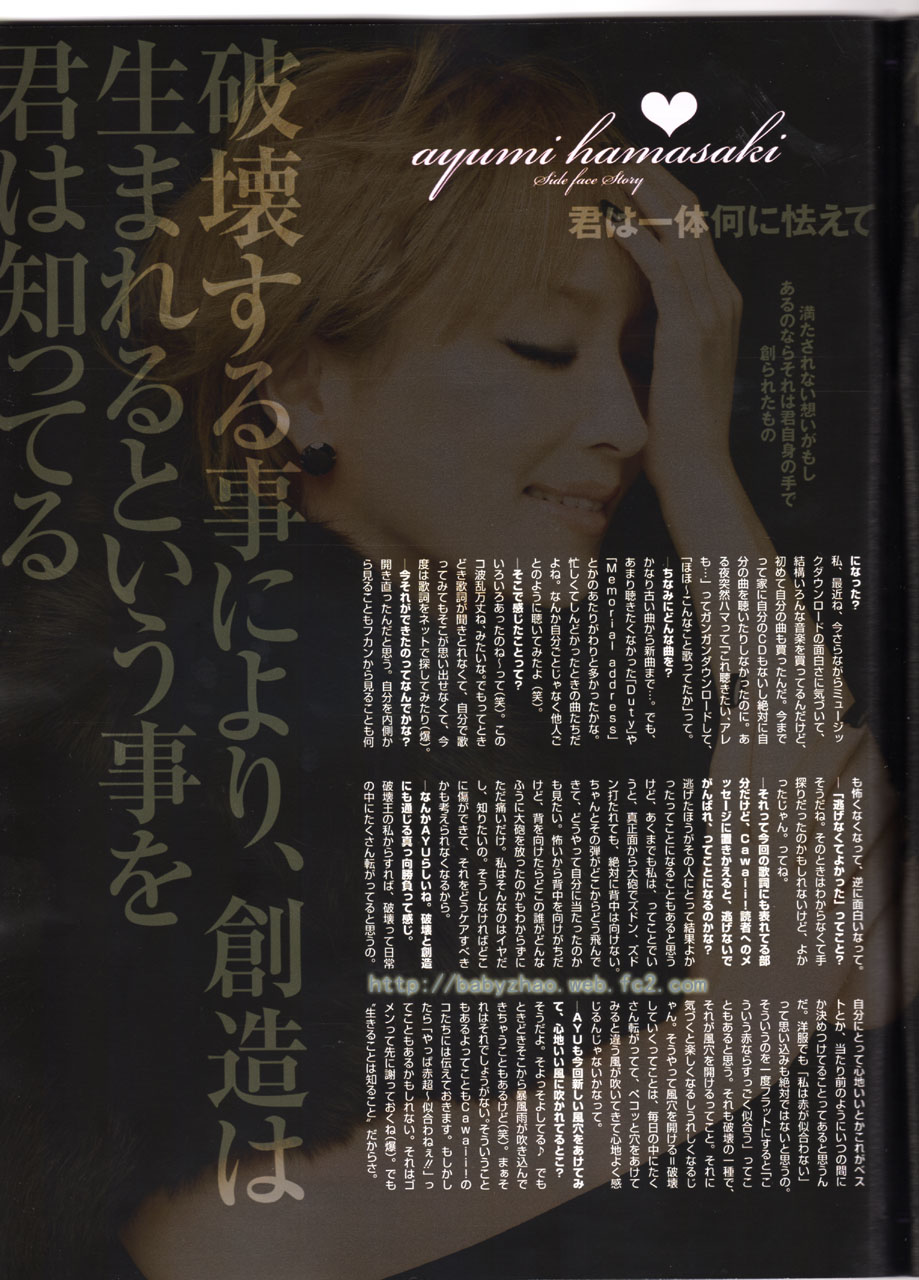 ayumi hamasaki
Side face Story
君は一体何に怯えて
破壊する事により、創造は
生まれるという事を
君は知ってる
満たされない想いがもし
あるのならそれは君自身の手で
創られたもの
になった?
私、最近ね、今さらながらミュージッ
クダウンロードの面白さに気づいて、
結構いろんな音楽を買ってるんだけど、
初めて自分の曲も買ったんだ。今まで
って家に自分のCDもないし絶対に自
分の曲を聴いたりしなかったのに。あ
る夜突然ハマって「これ聴きたい、アレ
も…」ってガンガンダウンロードして、
「ほほ〜こんなこと歌ってたか」って。
―ちなみにどんな曲を?
かなり古い曲から新曲まで…。でも、
あまり聴きたくなかった「Duty」や
「Memorial address」
とかのあたりがわりと多かったかな。
忙しくてしんどかったときの曲たちだ
よね。なんか自分ごとじゃなく他人ご
とのように聴いてみたよ(笑)。
―そこで感じたことって?
いろいろあったのね〜って(笑)。この
コ波乱万丈ね、みたいな。でもってとき
どき歌詞が聞きとれなくて、自分で歌
ってみてもそこが思い出せなくて、今
度は歌詞をネットで探してみたり(爆)。
―今それができたのってなんでかな?
開き直ったんだと思う。自分を内側か
ら見ることもフカンから見ることも何
も怖くなくなって、逆に面白いなって。
―「逃げなくてよかった」ってこと?
そうだね。そのときはわからなくて手
探りだったのかもしれないけど、よか
ったじゃん。ってね。
―それって今回の歌詞にも表れてる部
分だけど、Cawaii!読者へのメ
ッセージに置きかえると、逃げないで
がんばれ、ってことになるのかな?
逃げたほうがその人にとって結果よか
ったってことになることもあると思う
けど、あくまでも私は、ってことでい
うと、真正面から大砲でズドン、ズド
ン打たれても、絶対に背中は向けない。
ちゃんとその弾がどこからどう飛んで
きて、どうやって自分に当たったのか
も見たい。怖いから背中を向けがちだ
けど、背を向けたらどこの誰がどんな
ふうに大砲を放ったのかもわからずに
ただ痛いだけ。私はそんなのはイヤだ
し、知りたいの。そうしなければどこ
に傷ができて、それをどうケアすべき
かも考えられなくなるから。
―なんかAYUらしいね。破壊と創造
にも通じる真っ向勝負って感じ。
破壊王の私からすれば、破壊って日常
の中にたくさん転がってると思うの。
自分にとって心地いいとかこれがベス
トとか、当たり前のようにいつの間に
か決めつけてることってあると思うん
だ。洋服でも「私は赤が似合わない」
って思い込みも絶対ではないと思うの。
そういうのを一度フラットにすると「こ
ういう赤ならすっごく似合う」ってこ
ともあると思う。それも破壊の一種で、
それが風穴を開けるってこと。それに
気づくと楽しくなるしうれしくなるじ
ゃん。そうやって風穴を開ける=破壊
していくってことは、毎日の中にたく
さん転がってて、ペコッと穴をあけて
みると違う風が吹いてきて心地よく感
じるんじゃないかなって。
―AYUも今回新しい風穴をあけてみ
て、心地いい風に吹かれてるとこ?
そうだよ。そよっそよしてる♪ でも
ときどきそこから暴風雨が吹き込んで
きちゃうこともあるけど(笑)。まぁそ
れはそれでしょうがない。そういうこと
もあるよってこともCawaii!の
コたちには伝えておきます。もしかし
たら「やっぱ赤超〜似合わねぇ!!」っ
てこともあるかもしれない。それはゴ
メンって先に謝っておくね(爆)。でも
“生きることは知ること”だからさ。
http://babyzhao.web.fc2.com